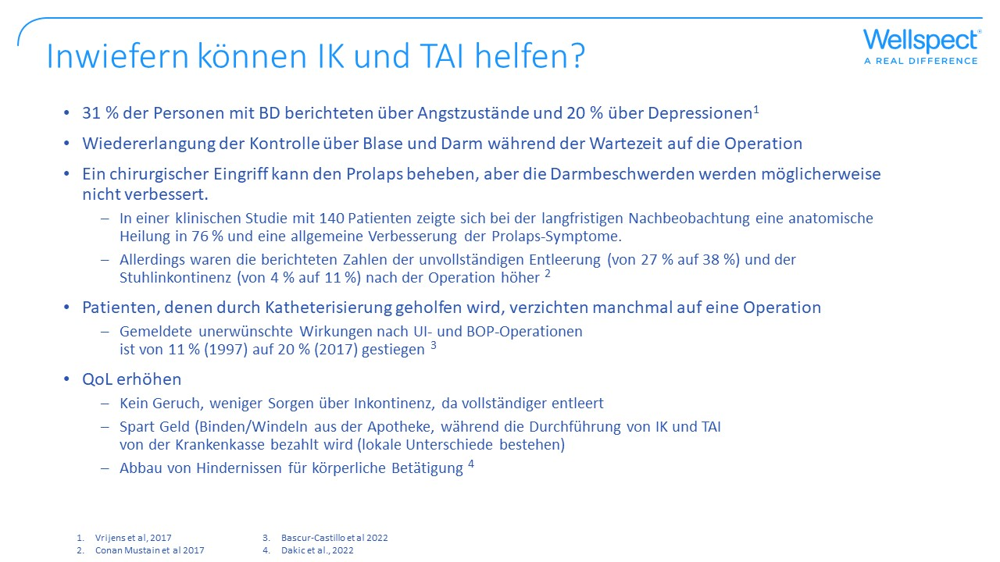 Inwiefern können IK und TAI helfen?
Wellspect®
A REAL DIFFERENCE
• 31 % der Personen mit BD berichteten über Angstzustände und 20 % über Depressionen1
• Wiedererlangung der Kontrolle über Blase und Darm während der Wartezeit auf die Operation
• Ein chirurgischer Eingriff kann den Prolaps beheben, aber die Darmbeschwerden werden möglicherweise
nicht verbessert.
– In einer klinischen Studie mit 140 Patienten zeigte sich bei der langfristigen Nachbeobachtung eine anatomische
Heilung in 76 % und eine allgemeine Verbesserung der Prolaps-Symptome.
– Allerdings waren die berichteten Zahlen der unvollständigen Entleerung (von 27 % auf 38 %) und der
Stuhlinkontinenz (von 4 % auf 11 %) nach der Operation höher 2
• Patienten, denen durch Katheterisierung geholfen wird, verzichten manchmal auf eine Operation
– Gemeldete unerwünschte Wirkungen nach UI- und BOP-Operationen
ist von 11 % (1997) auf 20 % (2017) gestiegen 3
• QoL erhöhen
– Kein Geruch, weniger Sorgen über Inkontinenz, da vollständiger entleert
– Spart Geld (Binden/Windeln aus der Apotheke, während die Durchführung von IK und TAI
von der Krankenkasse bezahlt wird (lokale Unterschiede bestehen)
– Abbau von Hindernissen für körperliche Betätigung 4
1. Vrijens et al, 2017
2. Conan Mustain et al 2017
3. Bascur-Castillo et al 2022
4. Dakic et al., 2022